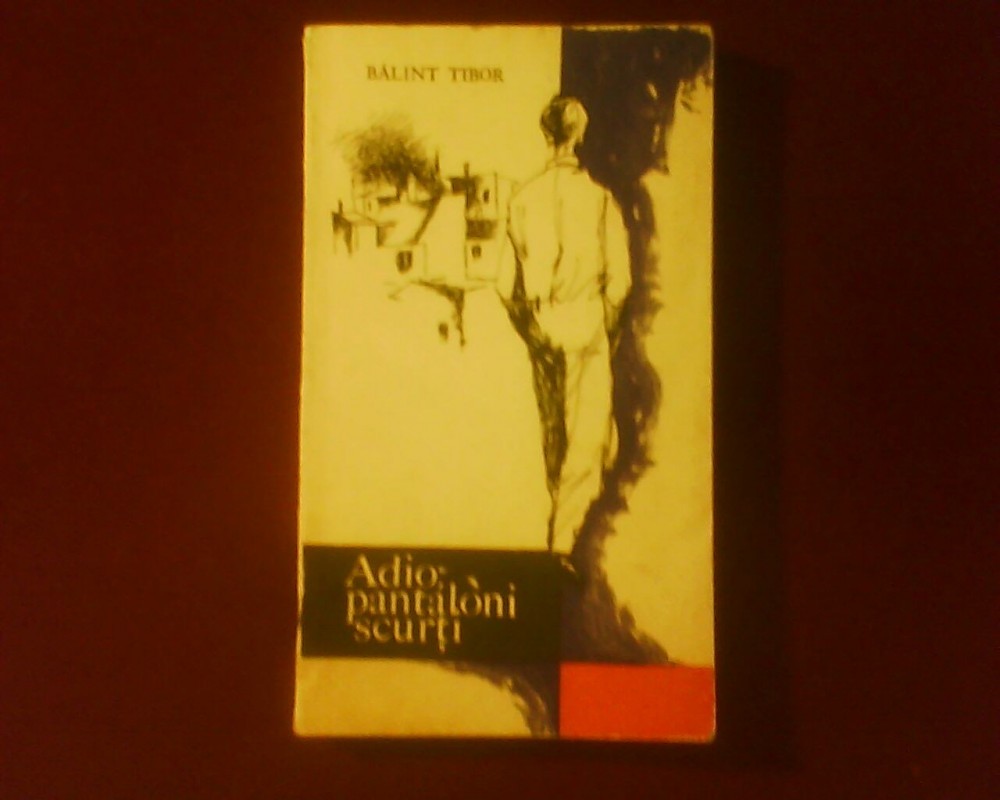 BÁLINT TIBOR
Adio,
pantaloni
scurți